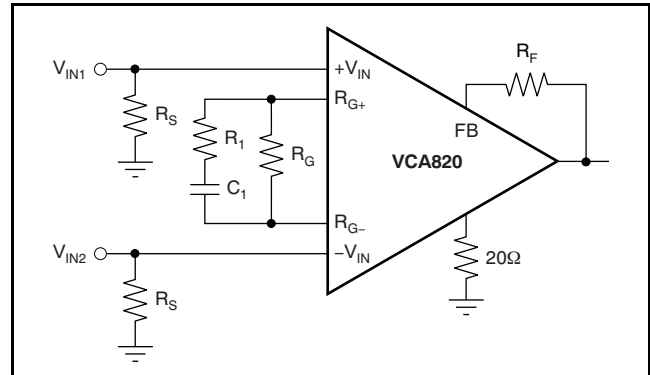 V_IN1
+V_IN
R_F
R_S
R_1
R_G+
R_G
FB
VCA820
C_1
R_G−
V_IN2
−V_IN
20Ω
R_S